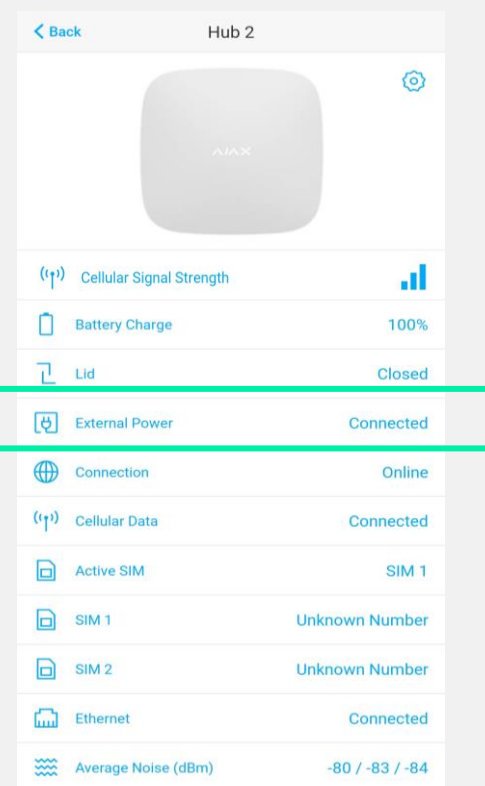 Back Hub 2
AJAX
Cellular Signal Strength
Battery Charge 100%
Lid Closed
External Power Connected
Connection Online
Cellular Data Connected
Active SIM SIM 1
SIM 1 Unknown Number
SIM 2 Unknown Number
Ethernet Connected
Average Noise (dBm) -80 / -83 / -84